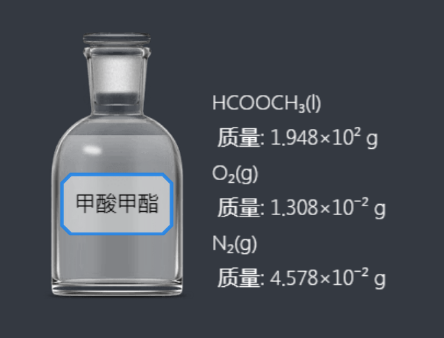 甲酸甲酯
HCOOCH₃(l)
质量: 1.948×10² g
O₂(g)
质量: 1.308×10⁻² g
N₂(g)
质量: 4.578×10⁻² g